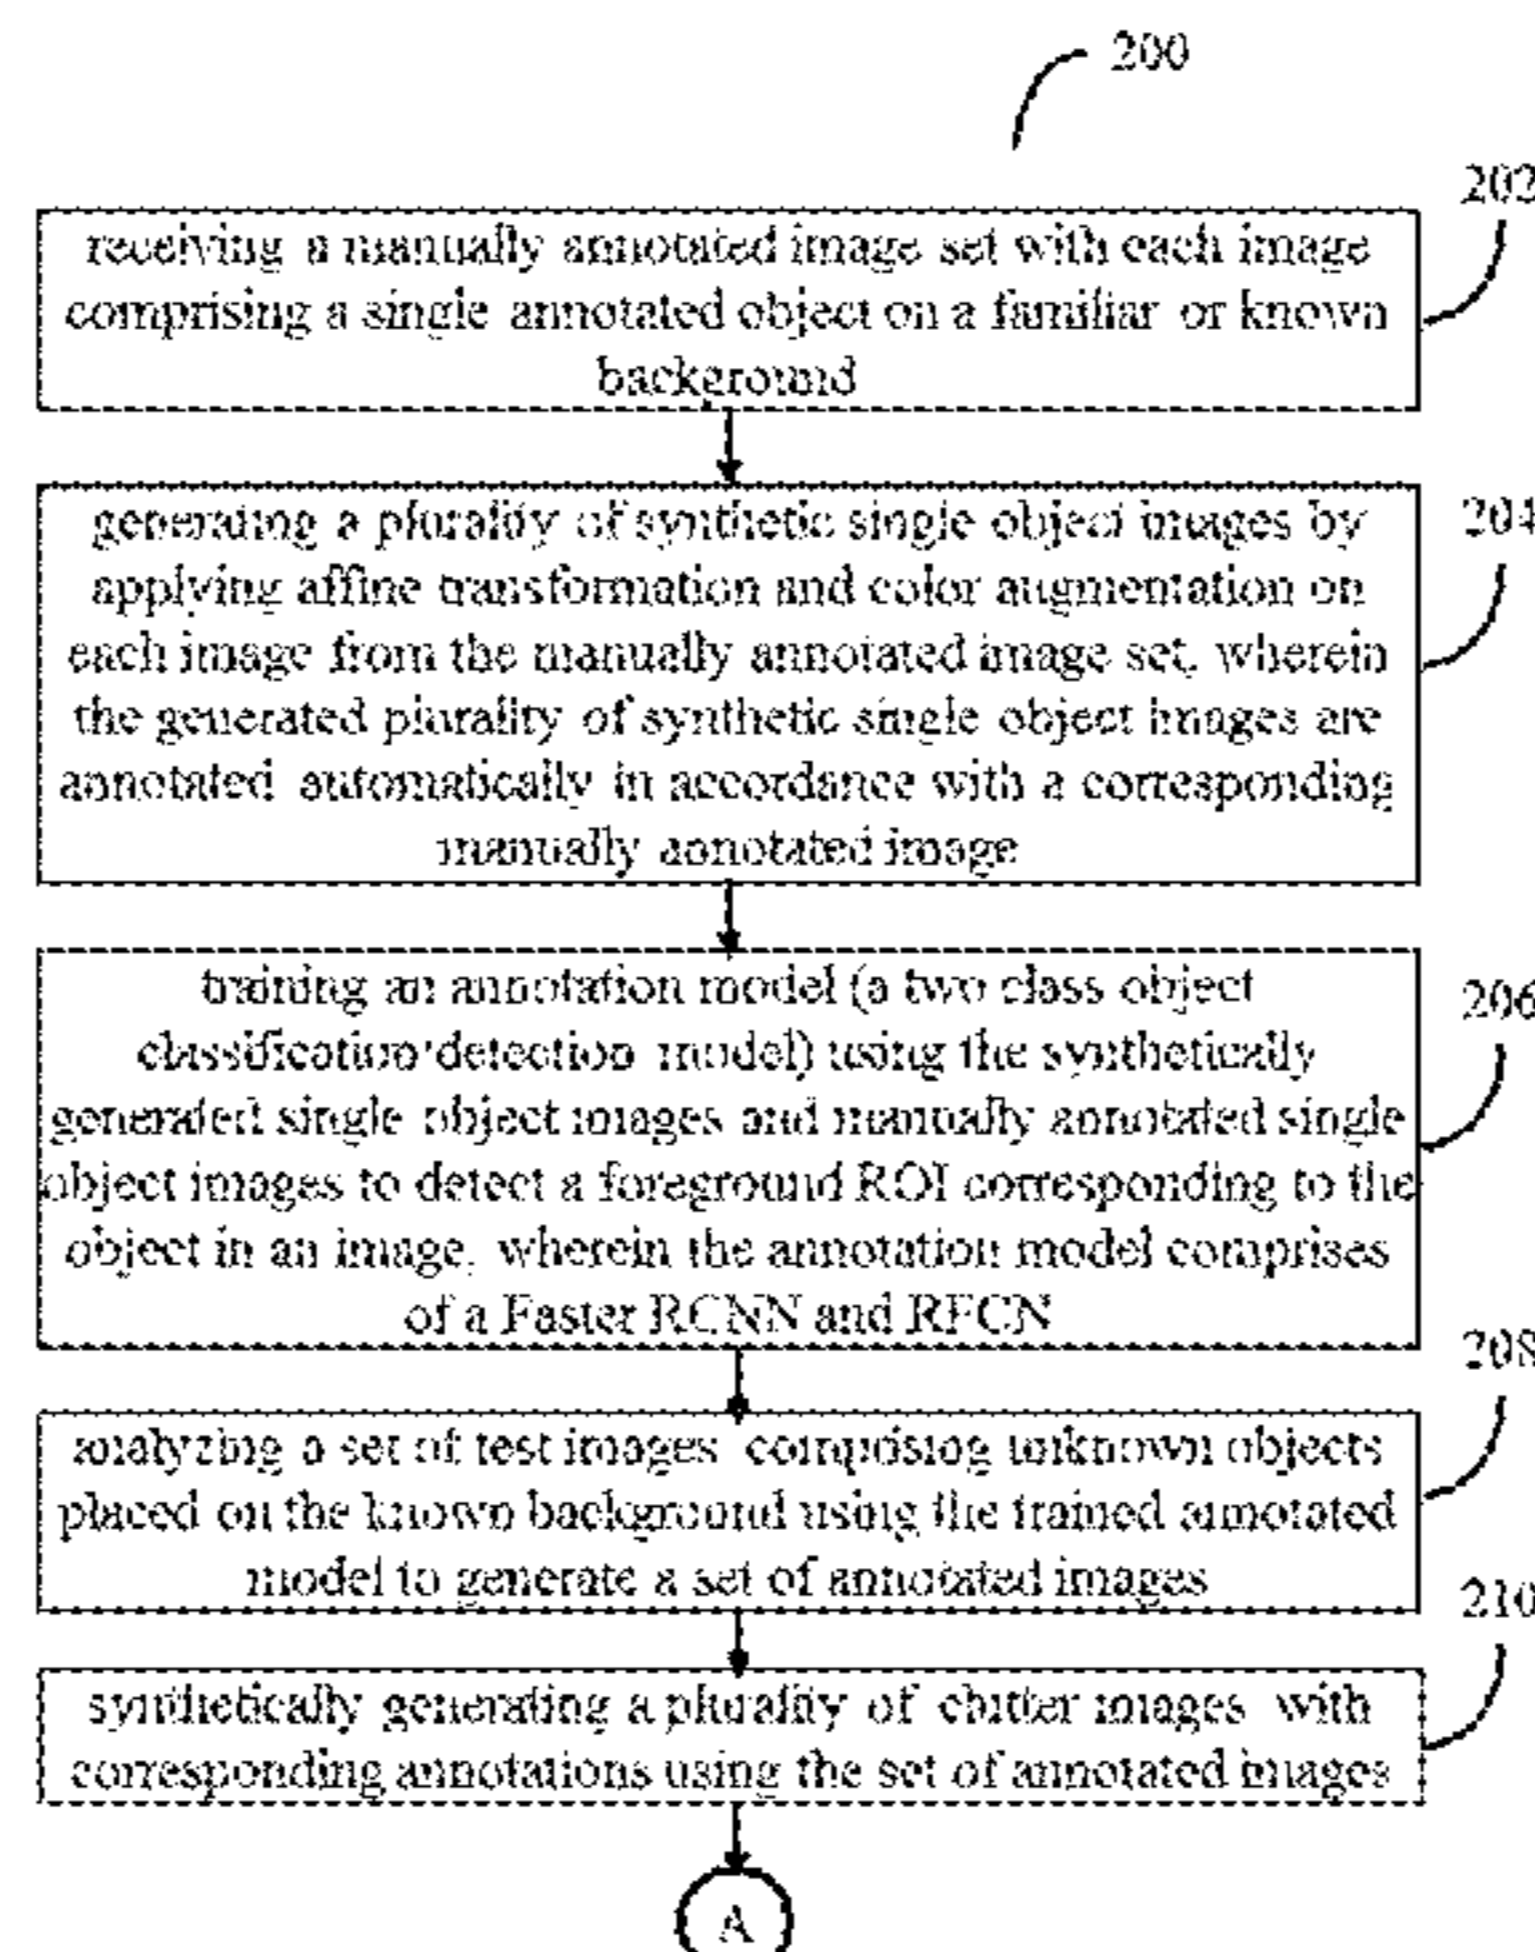 200
202
receiving a manually annotated image set with each image
comprising a single annotated object on a familiar or known
background
204
generating a plurality of synthetic single object images by
applying affine transformation and color augmentation on
each image from the manually annotated image set, wherein
the generated plurality of synthetic single object images are
annotated automatically in accordance with a corresponding
manually annotated image
206
training an annotation model (a two class object
classification/detection model) using the synthetically
generated single object images and manually annotated single
object images to detect a foreground ROI corresponding to the
object in an image, wherein the annotation model comprises
of a Faster RCNN and RFCN
208
analyzing a set of test images comprising unknown objects
placed on the known background using the trained annotated
model to generate a set of annotated images
210
synthetically generating a plurality of clutter images with
corresponding annotations using the set of annotated images
A